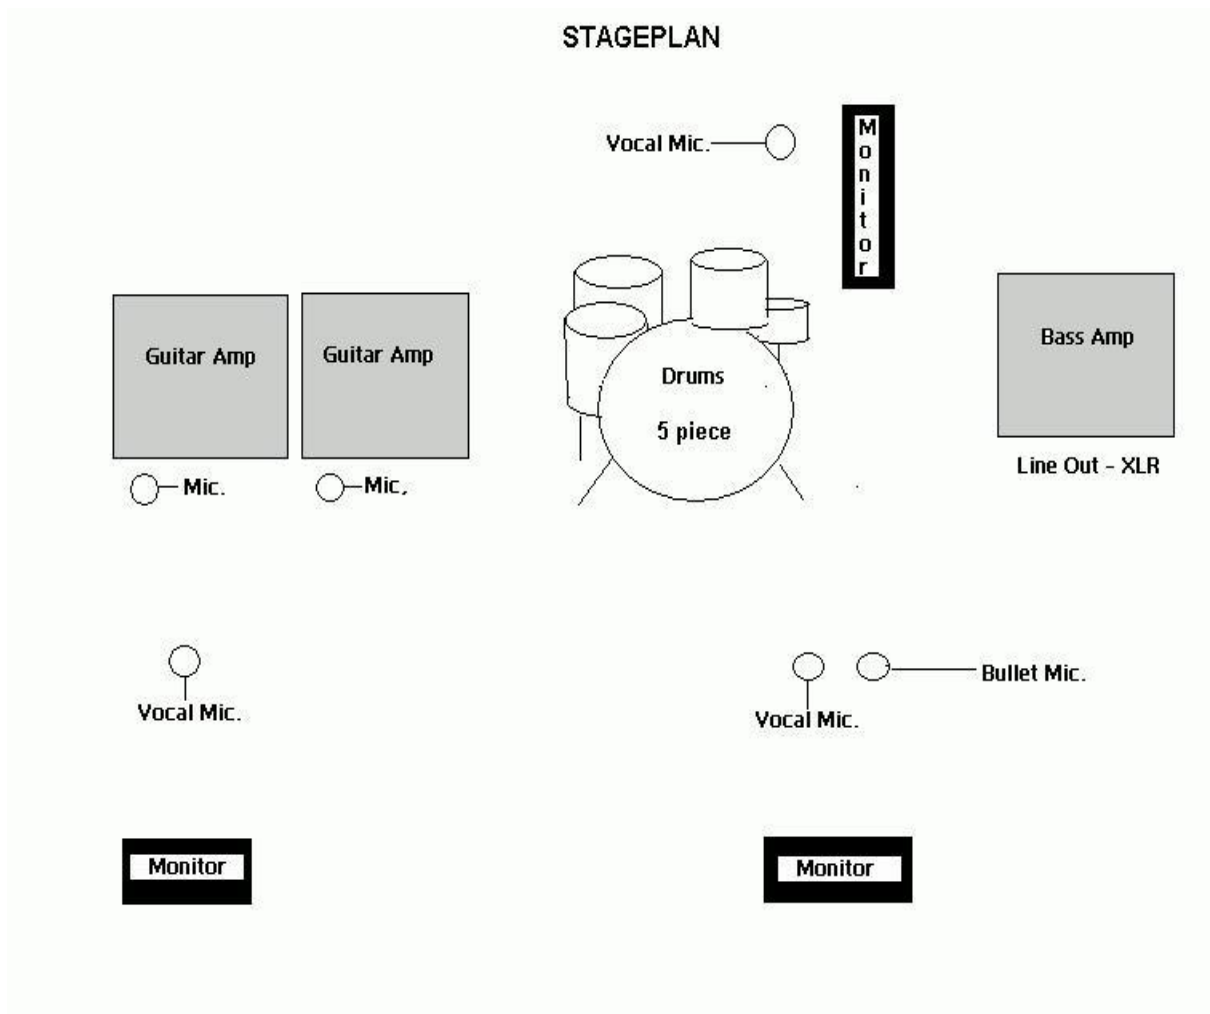 STAGEPLAN
Vocal Mic.
Monitor
Guitar Amp
Guitar Amp
Drums
5 piece
Bass Amp
Line Out - XLR
Mic.
Mic,
Vocal Mic.
Vocal Mic.
Bullet Mic.
Monitor
Monitor